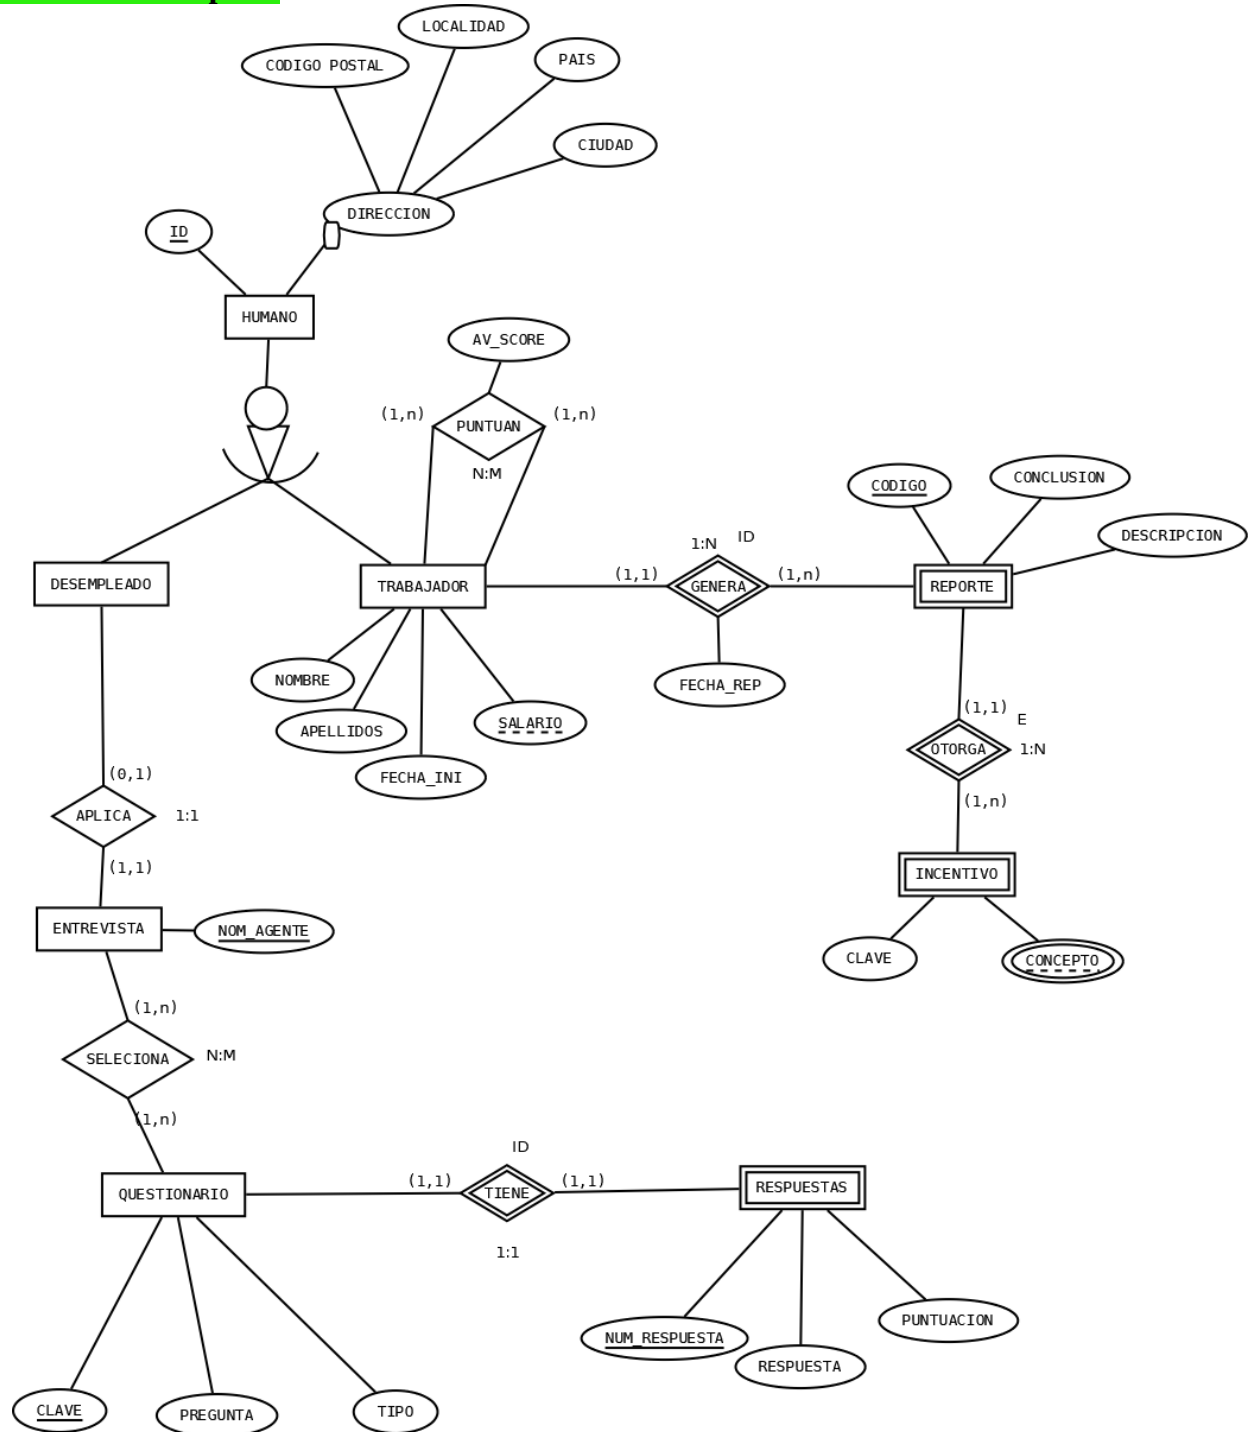 LOCALIDAD
CODIGO POSTAL
PAIS
CIUDAD
DIRECCION
ID
HUMANO
AV_SCORE
(1,n)
PUNTUAN
(1,n)
N:M
CODIGO
CONCLUSION
DESCRIPCION
DESEMPLEADO
TRABAJADOR
(1,1)
1:N
ID
GENERA
(1,n)
REPORTE
NOMBRE
APELLIDOS
FECHA_INI
SALARIO
FECHA_REP
(1,1)
E
OTORGA
1:N
(1,n)
INCENTIVO
CLAVE
CONCEPTO
(0,1)
APLICA
1:1
(1,1)
ENTREVISTA
NOM_AGENTE
(1,n)
SELECIONA
N:M
(1,n)
QUESTIONARIO
(1,1)
ID
TIENE
(1,1)
1:1
RESPUESTAS
NUM_RESPUESTA
RESPUESTA
PUNTUACION
CLAVE
PREGUNTA
TIPO